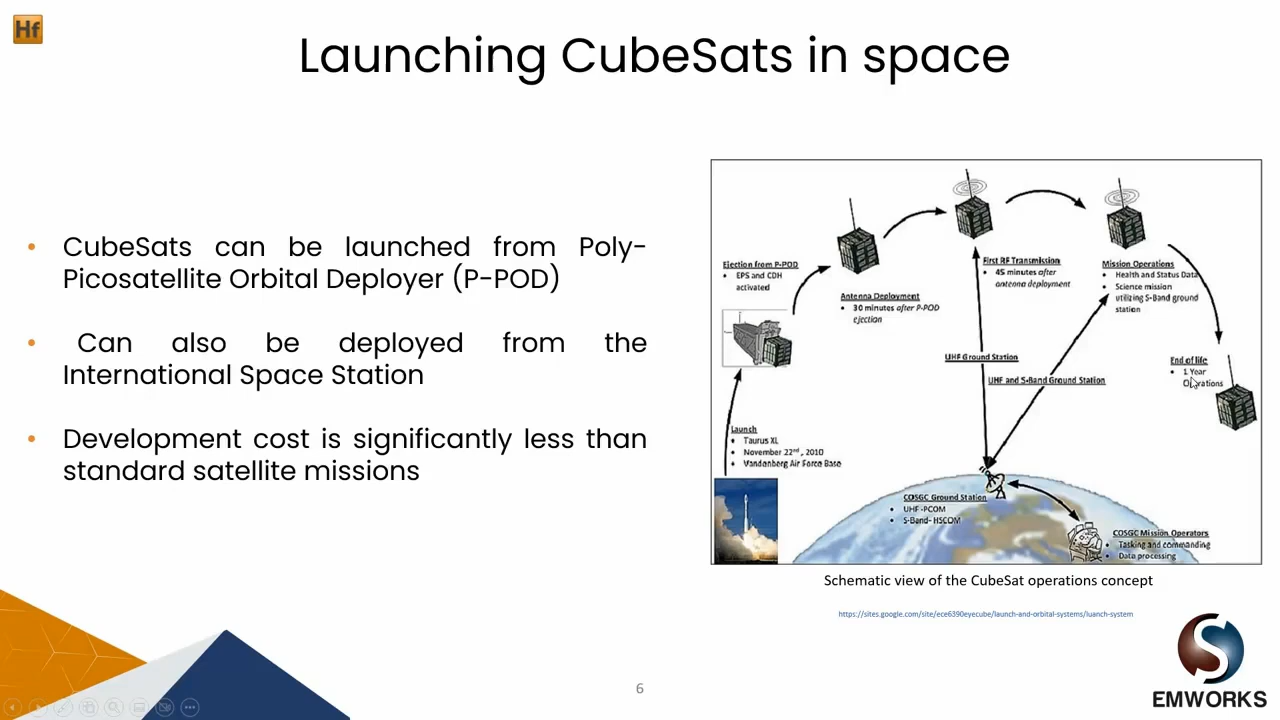 Hf
Launching CubeSats in space
• CubeSats can be launched from Poly-
Picosatellite Orbital Deployer (P-POD)
• Can also be deployed from the
International Space Station
• Development cost is significantly less than
standard satellite missions
Ejection from P-POD
• EPS and CDH
activated
Antenna Deployment
• 30 minutes after P-POD
ejection
First RF Transmission
• 45 minutes after
antenna deployment
Mission Operations
• Health and Status Data
• Science mission
utilizing S-Band ground
station
UHF Ground Station
UHF and S-Band Ground Station
End of life
• 1 Year
Operations
Launch
• Taurus XL
• November 22nd, 2010
• Vandenberg Air Force Base
COSGC Ground Station
• UHF -PCOM
• S-Band- HSCOM
COSGC Mission Operators
• Tasking and commanding
• Data processing
Schematic view of the CubeSat operations concept
https://sites.google.com/site/ece6390eyecube/launch-and-orbital-systems/luanch-system
6
EMWORKS